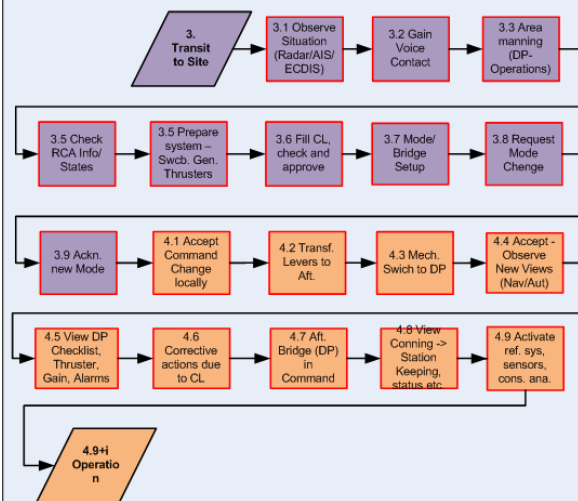 3.
Transit
to Site
3.1 Observe
Situation
(Radar/AIS/
ECDIS)
3.2 Gain
Voice
Contact
3.3 Area
manning
(DP-
Operations)
3.5 Check
RCA Info/
States
3.5 Prepare
system –
Swcb. Gen.
Thrusters
3.6 Fill CL,
check and
approve
3.7 Mode/
Bridge
Setup
3.8 Request
Mode
Change
3.9 Ackn.
new Mode
4.1 Accept
Command
Change
locally
4.2 Transf.
Levers to
Aft.
4.3 Mech.
Swich to DP
4.4 Accept -
Observe
New Views
(Nav/Aut)
4.5 View DP
Checklist,
Thruster,
Gain, Alarms
4.6
Corrective
actions due
to CL
4.7 Aft.
Bridge (DP)
in
Command
4.8 View
Conning ->
Station
Keeping,
status etc.
4.9 Activate
ref. sys,
sensors,
cons. ana.
4.9+i
Operatio
n